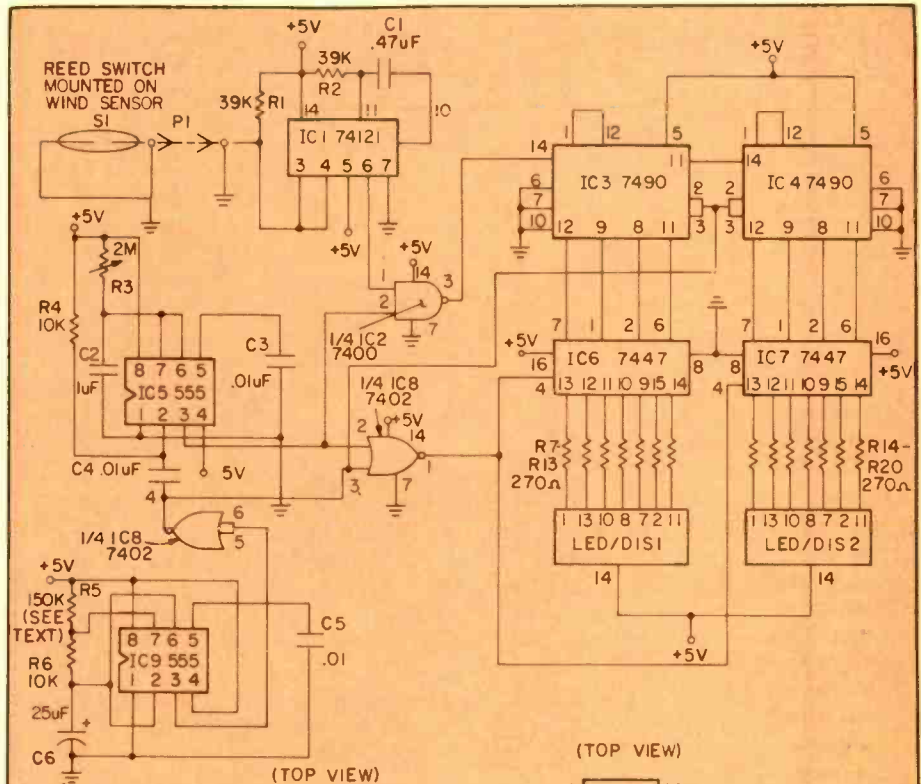 REED SWITCH
MOUNTED ON
WIND SENSOR
S1
P1
+5V
39K
R1
39K
R2
C1
.47uF
14
11
10
IC1 74121
3 4 5 6 7
+5V
+5V
1 12
5
14
11
IC3 7490
6
7
10
2
3
12 9 8 11
1 12
5
14
IC4 7490
2
3
6
7
10
12 9 8 11
+5V
2M
R3
R4
10K
C2
1uF
8 7 6 5
IC5 555
1 2 3 4
C3
.01uF
5V
C4 .01uF
+5V
1
14
2
3
7
1/4 IC2
7400
1/4 IC8
7402
+5V
2
14
3
1
7
4
6
5
1/4 IC8
7402
7 1 2 6
+5V
16
4
IC6 7447
8
13 12 11 10 9 15 14
R7-
R13
270Ω
1 13 10 8 7 2 11
LED/DIS1
14
7 1 2 6
8
4
IC7 7447
16
+5V
13 12 11 10 9 15 14
R14-
R20
270Ω
1 13 10 8 7 2 11
LED/DIS2
14
+5V
+5V
R5
150K
(SEE
TEXT)
R6
10K
25uF
C6
8 7 6 5
IC9 555
1 2 3 4
C5
.01
(TOP VIEW)
(TOP VIEW)